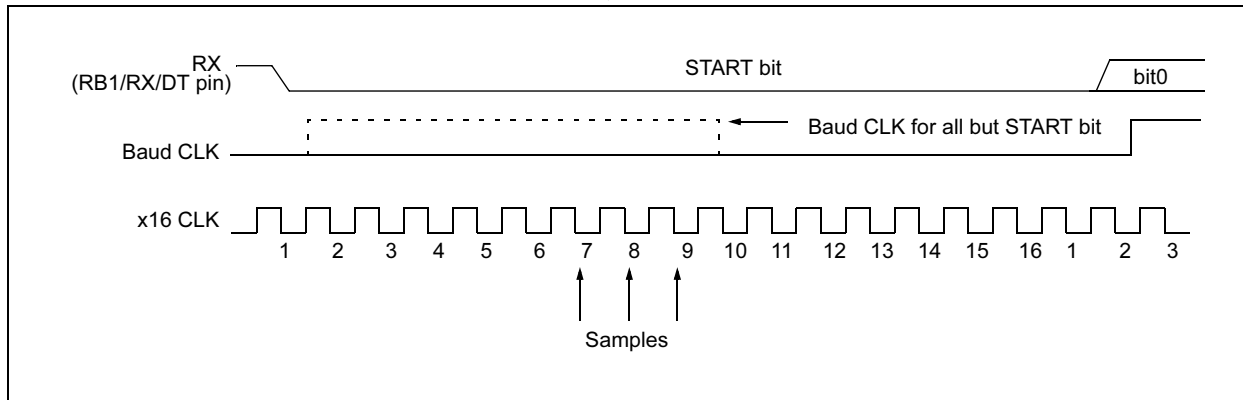 RX
(RB1/RX/DT pin)
START bit
bit0
Baud CLK for all but START bit
Baud CLK
x16 CLK
1 2 3 4 5 6 7 8 9 10 11 12 13 14 15 16 1 2 3
Samples